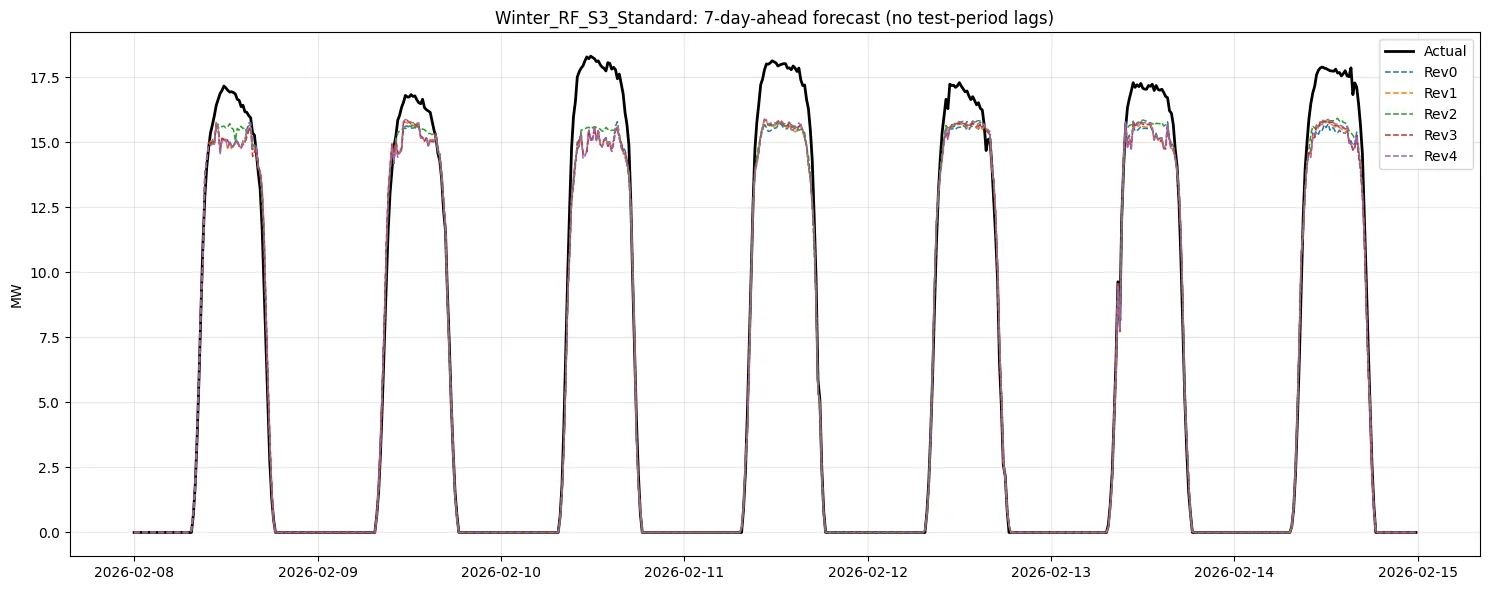 Winter_RF_S3_Standard: 7-day-ahead forecast (no test-period lags)
Actual
Rev0
Rev1
Rev2
Rev3
Rev4
MW
17.5
15.0
12.5
10.0
7.5
5.0
2.5
0.0
2026-02-08 2026-02-09 2026-02-10 2026-02-11 2026-02-12 2026-02-13 2026-02-14 2026-02-15